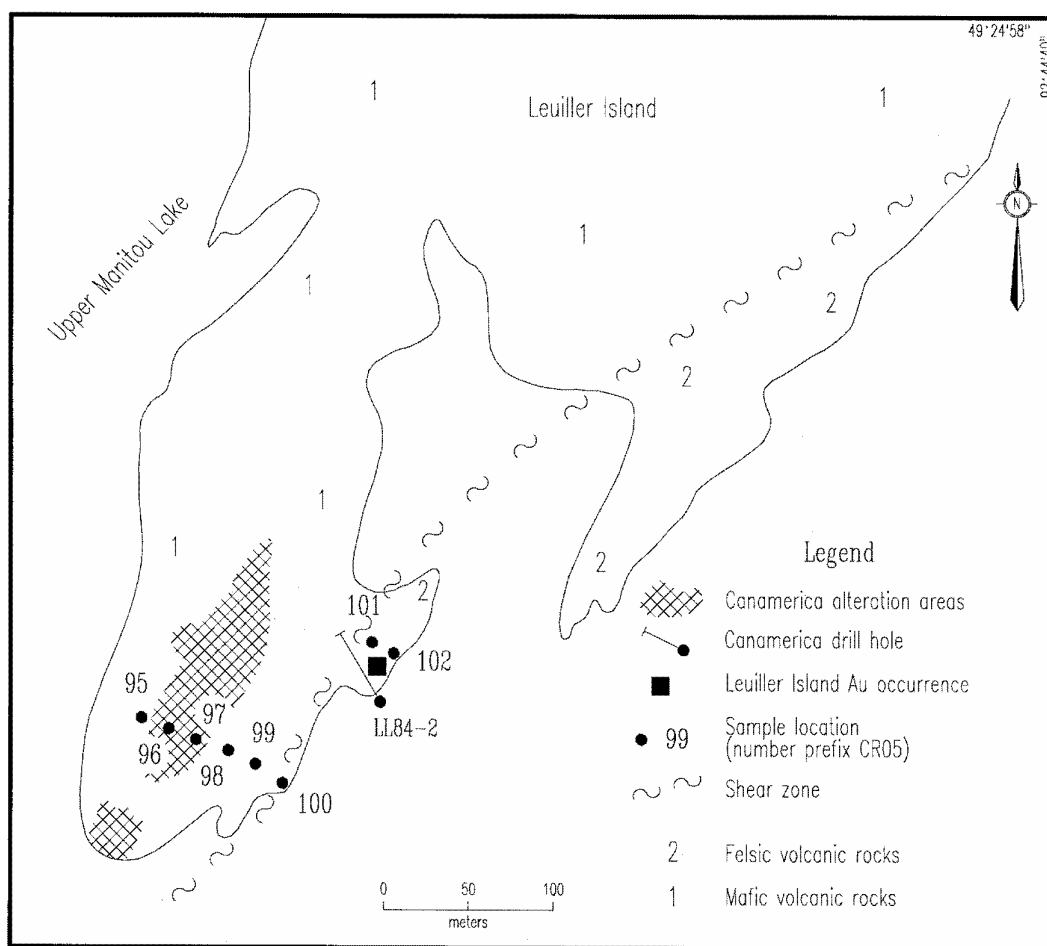 49°24'58"
92°44'49"
1
Leuiller Island
1
N
Upper Manitou Lake
1
1
2
2
1
1
2
2
101
102
LL84-2
95
96
97
98
99
100
Legend
Canamerica alteration areas
Canamerica drill hole
Leuiller Island Au occurrence
99 Sample location
(number prefix CR05)
Shear zone
2 Felsic volcanic rocks
1 Mafic volcanic rocks
0 50 100
meters